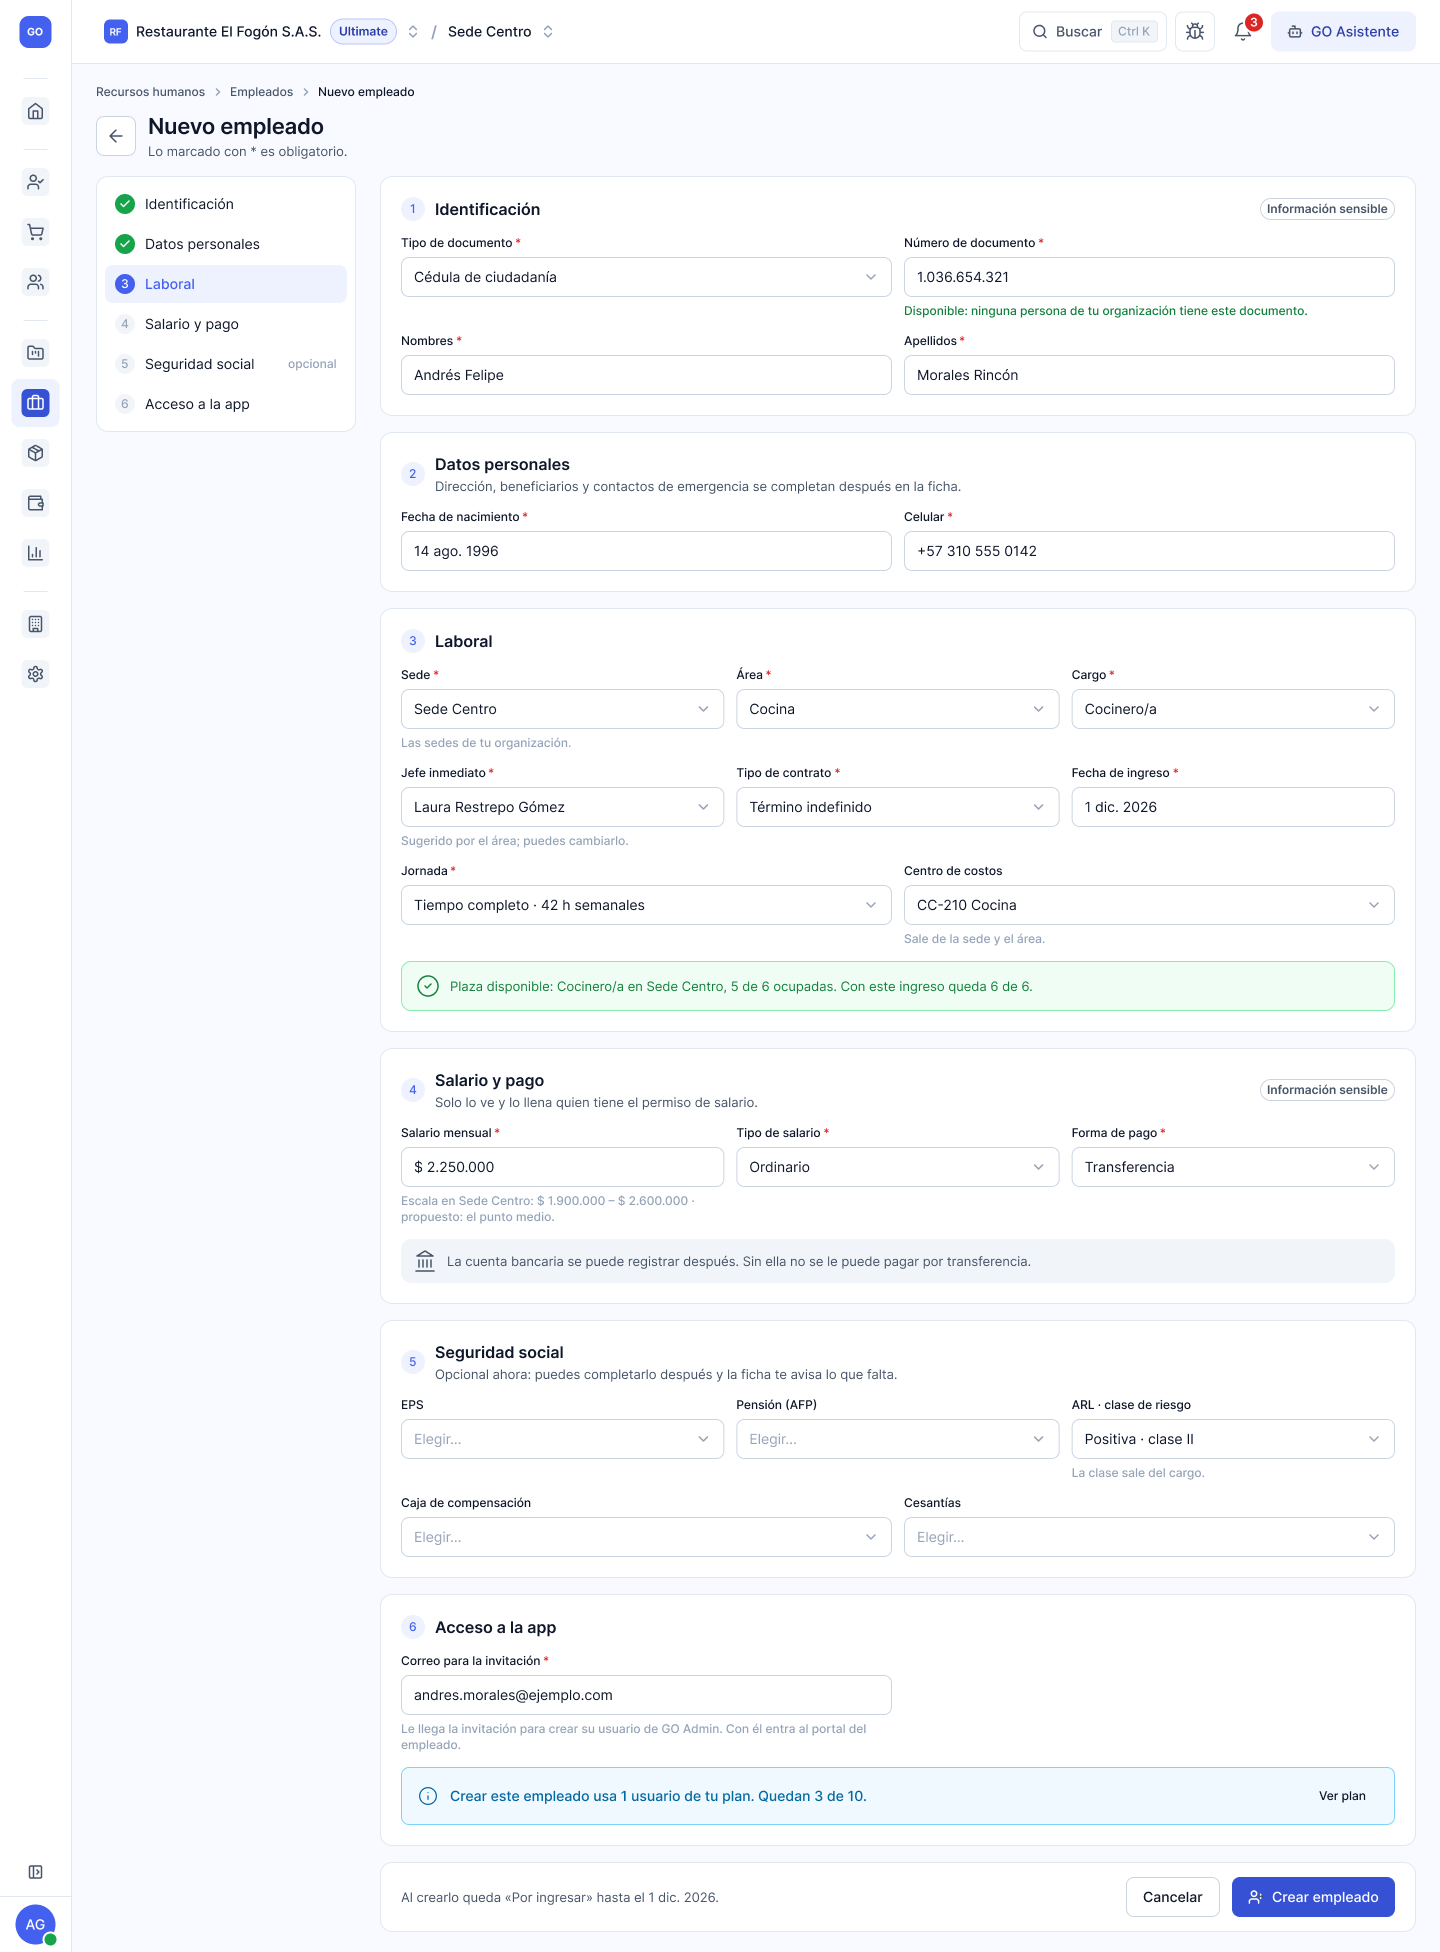 GO
RF Restaurante El Fogón S.A.S. Ultimate / Sede Centro
Buscar Ctrl K
3
GO Asistente
Recursos humanos > Empleados > Nuevo empleado
Nuevo empleado
Lo marcado con * es obligatorio.
Identificación
Datos personales
3 Laboral
4 Salario y pago
5 Seguridad social opcional
6 Acceso a la app
1 Identificación Información sensible
Tipo de documento * Número de documento *
Cédula de ciudadanía 1.036.654.321
Disponible: ninguna persona de tu organización tiene este documento.
Nombres * Apellidos *
Andrés Felipe Morales Rincón
2 Datos personales
Dirección, beneficiarios y contactos de emergencia se completan después en la ficha.
Fecha de nacimiento * Celular *
14 ago. 1996 +57 310 555 0142
3 Laboral
Sede * Área * Cargo *
Sede Centro Cocina Cocinero/a
Las sedes de tu organización.
Jefe inmediato * Tipo de contrato * Fecha de ingreso *
Laura Restrepo Gómez Término indefinido 1 dic. 2026
Sugerido por el área; puedes cambiarlo.
Jornada * Centro de costos
Tiempo completo · 42 h semanales CC-210 Cocina
Sale de la sede y el área.
Plaza disponible: Cocinero/a en Sede Centro, 5 de 6 ocupadas. Con este ingreso queda 6 de 6.
4 Salario y pago Información sensible
Solo lo ve y lo llena quien tiene el permiso de salario.
Salario mensual * Tipo de salario * Forma de pago *
$ 2.250.000 Ordinario Transferencia
Escala en Sede Centro: $ 1.900.000 – $ 2.600.000 ·
propuesto: el punto medio.
La cuenta bancaria se puede registrar después. Sin ella no se le puede pagar por transferencia.
5 Seguridad social
Opcional ahora: puedes completarlo después y la ficha te avisa lo que falta.
EPS Pensión (AFP) ARL · clase de riesgo
Elegir... Elegir... Positiva · clase II
La clase sale del cargo.
Caja de compensación Cesantías
Elegir... Elegir...
6 Acceso a la app
Correo para la invitación *
andres.morales@ejemplo.com
Le llega la invitación para crear su usuario de GO Admin. Con él entra al portal del
empleado.
Crear este empleado usa 1 usuario de tu plan. Quedan 3 de 10. Ver plan
Al crearlo queda «Por ingresar» hasta el 1 dic. 2026. Cancelar Crear empleado
AG